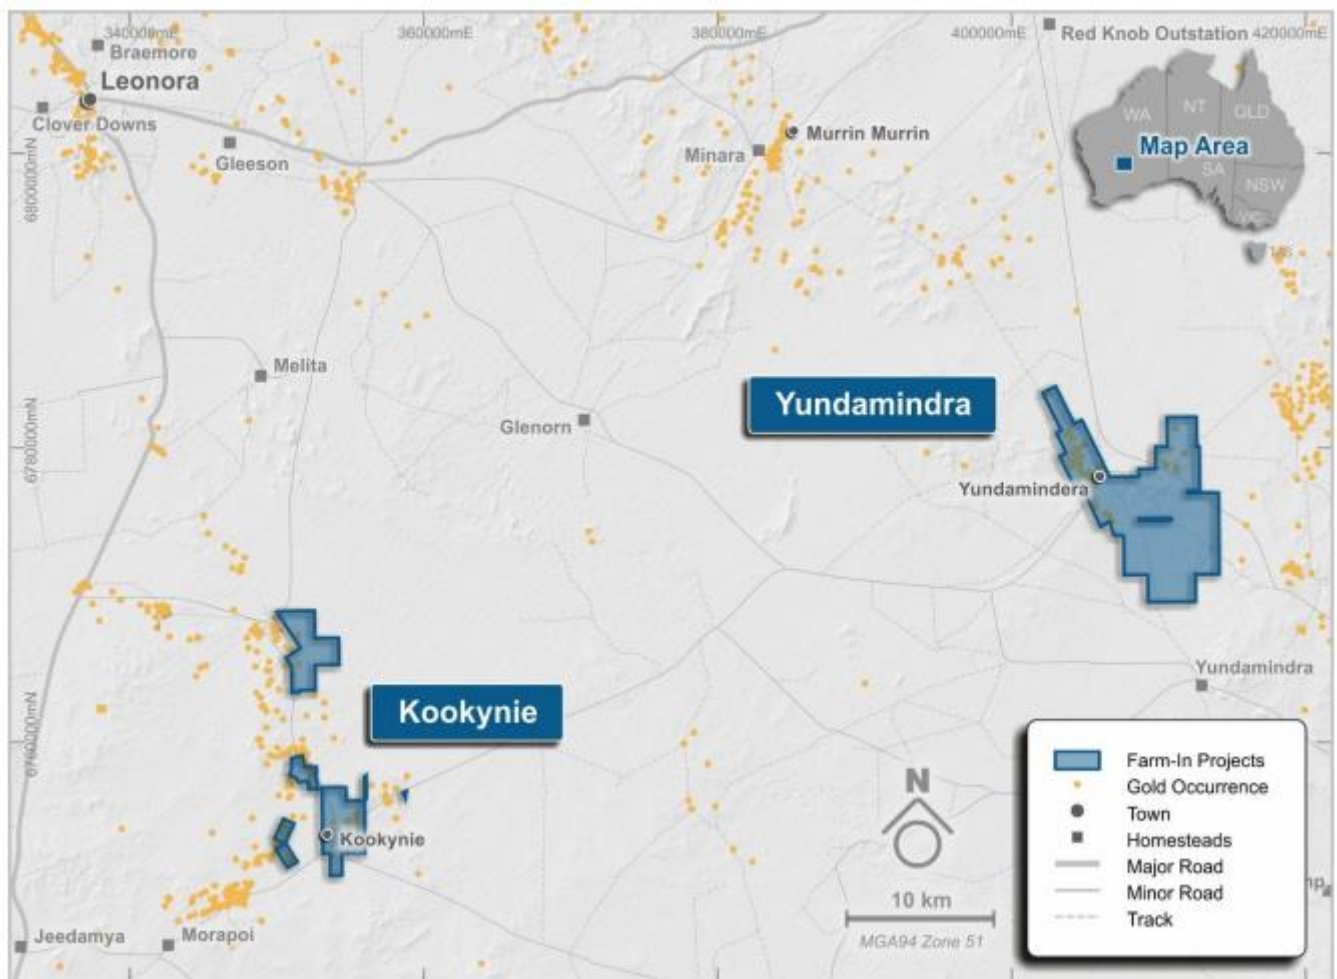 340000mE
360000mE
380000mE
400000mE
420000mE
Red Knob Outstation
Braemore
Leonora
Clover Downs
Gleeson
Murrin Murrin
Minara
WA
NT
QLD
Map Area
SA
NSW
TAS
6800000mN
Melita
Yundamindra
Glenorn
6780000mN
Yundamindera
Yundamindra
Kookynie
6760000mN
Kookynie
N
10 km
MGA94 Zone 51
Farm-In Projects
Gold Occurrence
Town
Homesteads
Major Road
Minor Road
Track
Jeedamya
Morapoi